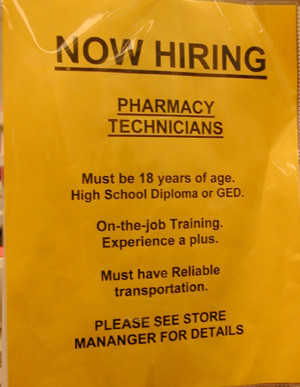 NOW HIRING
PHARMACY
TECHNICIANS
Must be 18 years of age.
High School Diploma or GED.
On-the-job Training.
Experience a plus.
Must have Reliable
transportation.
PLEASE SEE STORE
MANANGER FOR DETAILS